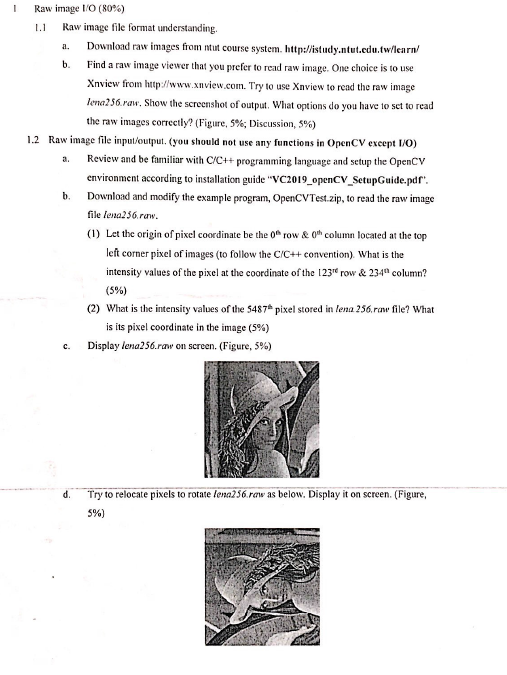 1 Raw image I/O (80%)
1.1 Raw image file format understanding.
a. Download raw images from ntut course system. http://istudy.ntut.edu.tw/learn/
b. Find a raw image viewer that you prefer to read raw image. One choice is to use
Xnview from http://www.xnview.com. Try to use Xnview to read the raw image
lena256.raw. Show the screenshot of output. What options do you have to set to read
the raw images correctly? (Figure, 5%; Discussion, 5%)
1.2 Raw image file input/output. (you should not use any functions in OpenCV except I/O)
a. Review and be familiar with C/C++ programming language and setup the OpenCV
environment according to installation guide "VC2019_openCV_SetupGuide.pdf".
b. Download and modify the example program, OpenCVTest.zip, to read the raw image
file lena256.raw.
(1) Let the origin of pixel coordinate be the 0th row & 0th column located at the top
left corner pixel of images (to follow the C/C++ convention). What is the
intensity values of the pixel at the coordinate of the 123rd row & 234th column?
(5%)
(2) What is the intensity values of the 5487th pixel stored in lena 256.raw file? What
is its pixel coordinate in the image (5%)
c. Display lena256.raw on screen. (Figure, 5%)
d. Try to relocate pixels to rotate lena256.raw as below. Display it on screen. (Figure,
5%)